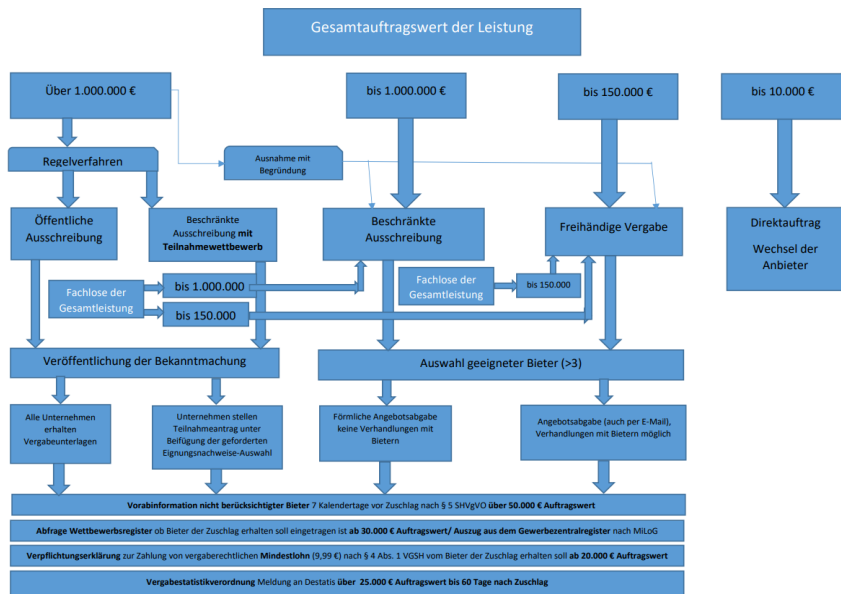 Gesamtauftragswert der Leistung
Über 1.000.000 €
bis 1.000.000 €
bis 150.000 €
bis 10.000 €
Regelverfahren
Ausnahme mit
Begründung
Öffentliche
Ausschreibung
Beschränkte
Ausschreibung mit
Teilnahmewettbewerb
Beschränkte
Ausschreibung
Freihändige Vergabe
Direktauftrag
Wechsel der
Anbieter
Fachlose der
Gesamtleistung
bis 1.000.000
bis 150.000
Fachlose der
Gesamtleistung
bis 150.000
Veröffentlichung der Bekanntmachung
Auswahl geeigneter Bieter (>3)
Alle Unternehmen
erhalten
Vergabeunterlagen
Unternehmen stellen
Teilnahmeantrag unter
Beifügung der geforderten
Eignungsnachweise-Auswahl
Förmliche Angebotsabgabe
keine Verhandlungen mit
Bietern
Angebotsabgabe (auch per E-Mail),
Verhandlungen mit Bietern möglich
Vorabinformation nicht berücksichtigter Bieter 7 Kalendertage vor Zuschlag nach § 5 SHVgVO über 50.000 € Auftragswert
Abfrage Wettbewerbsregister ob Bieter der Zuschlag erhalten soll eingetragen ist ab 30.000 € Auftragswert/ Auszug aus dem Gewerbezentralregister nach MiLoG
Verpflichtungserklärung zur Zahlung von vergaberechtlichen Mindestlohn (9,99 €) nach § 4 Abs. 1 VGSH vom Bieter der Zuschlag erhalten soll ab 20.000 € Auftragswert
Vergabestatistikverordnung Meldung an Destatis über 25.000 € Auftragswert bis 60 Tage nach Zuschlag